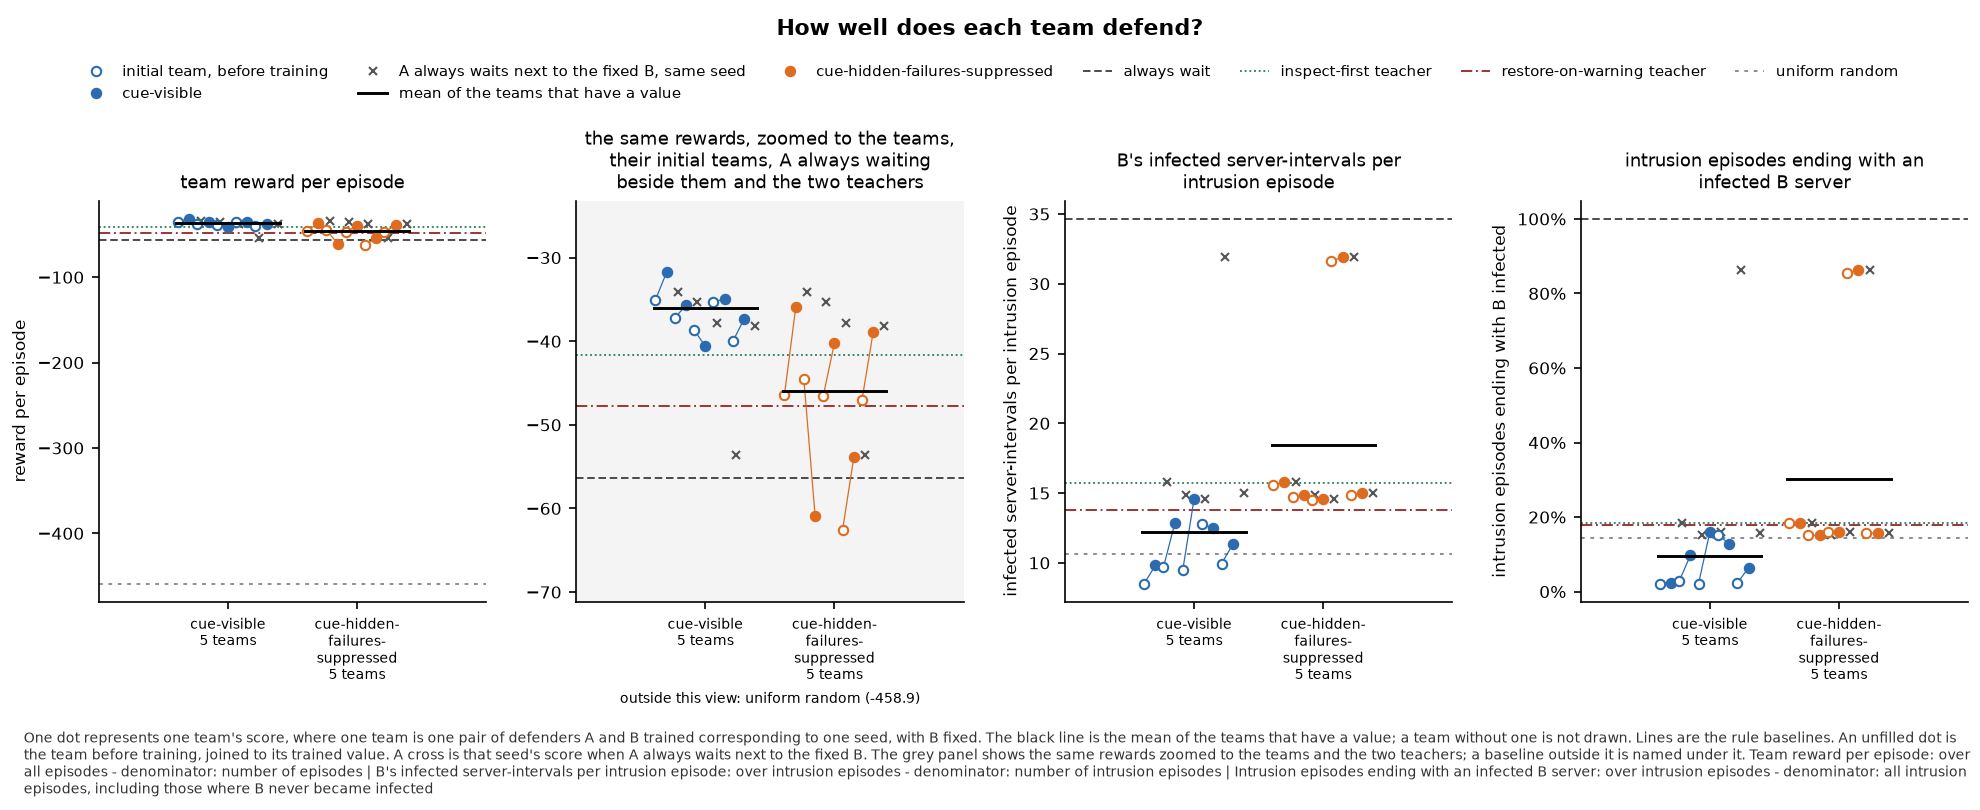 How well does each team defend?
initial team, before training
A always waits next to the fixed B, same seed
cue-hidden-failures-suppressed
always wait
inspect-first teacher
restore-on-warning teacher
uniform random
cue-visible
mean of the teams that have a value
team reward per episode
reward per episode
−100
−200
−300
−400
cue-visible
5 teams
cue-hidden-
failures-
suppressed
5 teams
the same rewards, zoomed to the teams,
their initial teams, A always waiting
beside them and the two teachers
−30
−40
−50
−60
−70
cue-visible
5 teams
cue-hidden-
failures-
suppressed
5 teams
outside this view: uniform random (-458.9)
B's infected server-intervals per
intrusion episode
infected server-intervals per intrusion episode
35
30
25
20
15
10
cue-visible
5 teams
cue-hidden-
failures-
suppressed
5 teams
intrusion episodes ending with an
infected B server
intrusion episodes ending with B infected
100%
80%
60%
40%
20%
0%
cue-visible
5 teams
cue-hidden-
failures-
suppressed
5 teams
One dot represents one team's score, where one team is one pair of defenders A and B trained corresponding to one seed, with B fixed. The black line is the mean of the teams that have a value; a team without one is not drawn. Lines are the rule baselines. An unfilled dot is
the team before training, joined to its trained value. A cross is that seed's score when A always waits next to the fixed B. The grey panel shows the same rewards zoomed to the teams and the two teachers; a baseline outside it is named under it. Team reward per episode: over
all episodes - denominator: number of episodes | B's infected server-intervals per intrusion episode: over intrusion episodes - denominator: number of intrusion episodes | Intrusion episodes ending with an infected B server: over intrusion episodes - denominator: all intrusion
episodes, including those where B never became infected